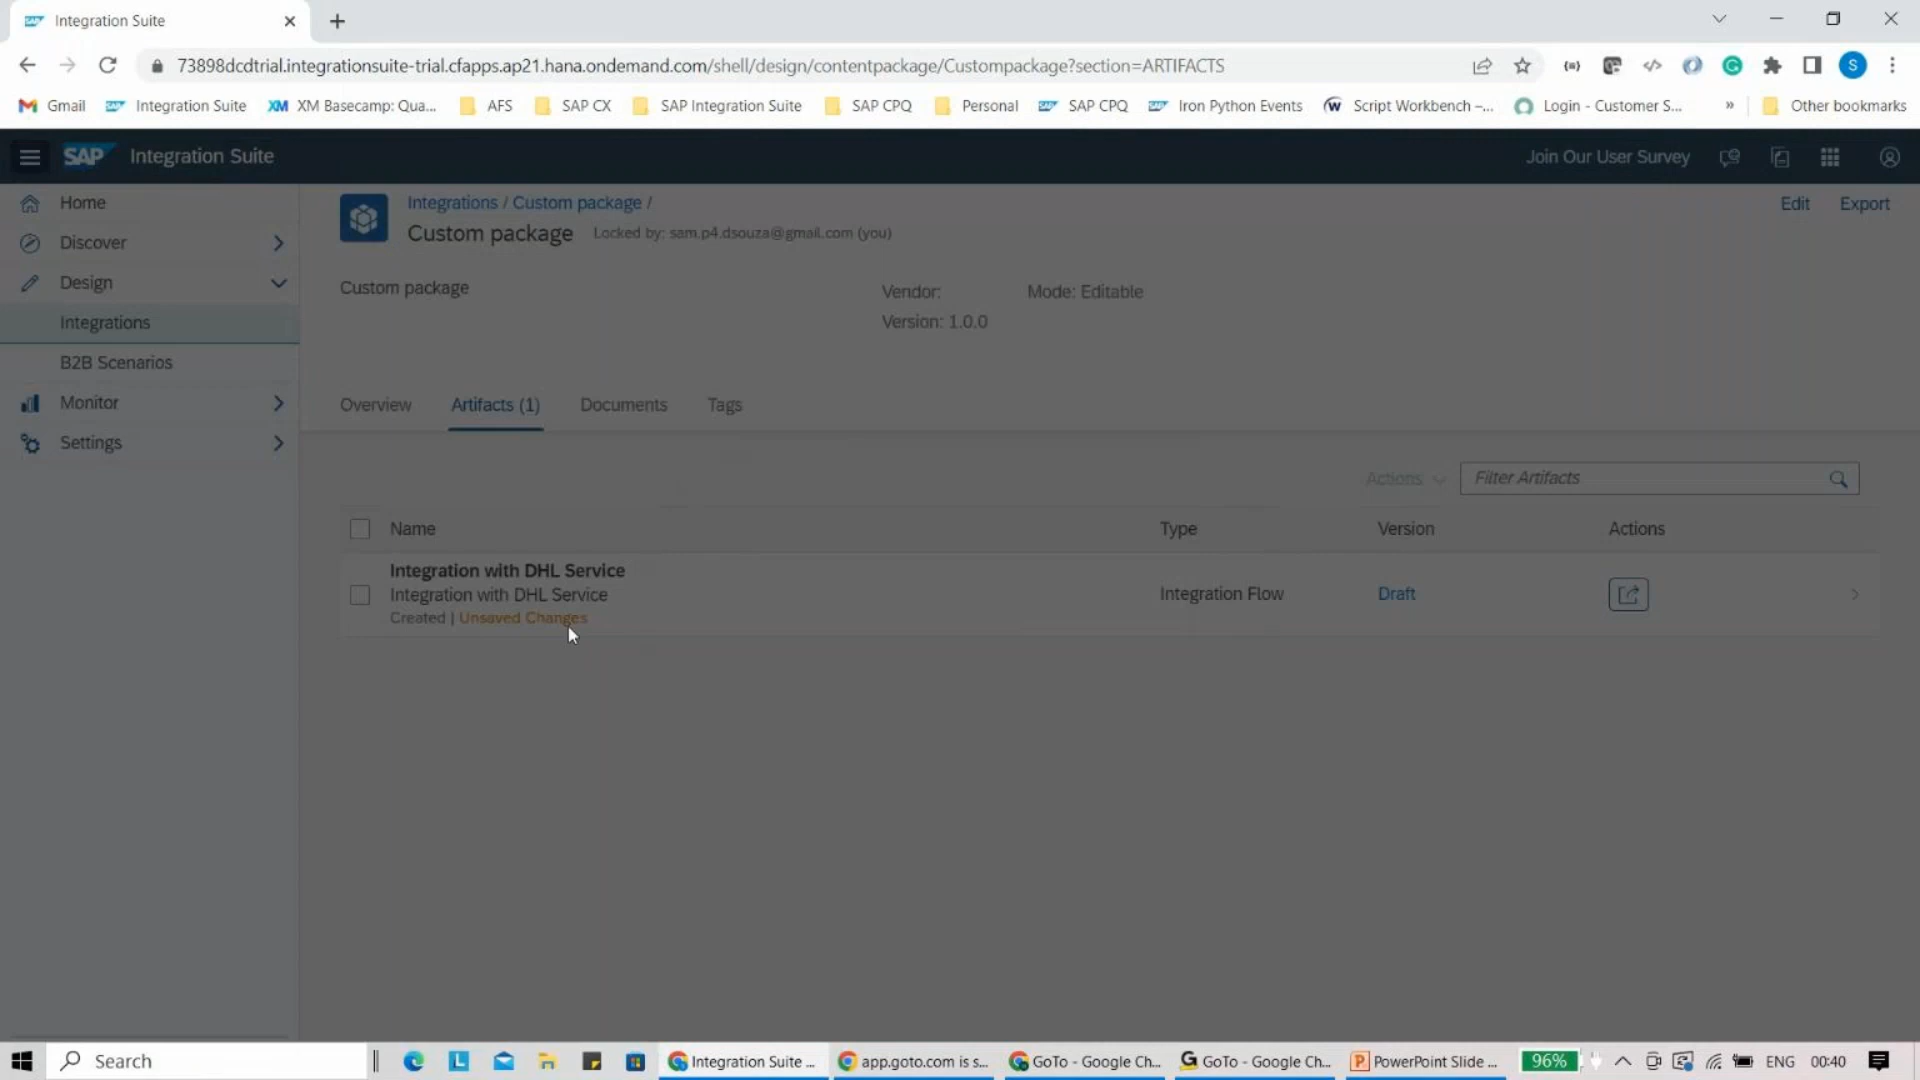 Integration Suite
73898dcdtrial.integrationsuite-trial.cfapps.ap21.hana.ondemand.com/shell/design/contentpackage/Custompackage?section=ARTIFACTS
S
Gmail Integration Suite XM XM Basecamp: Qua... AFS SAP CX SAP Integration Suite SAP CPQ Personal SAP CPQ Iron Python Events Script Workbench –... Login - Customer S... » Other bookmarks
SAP Integration Suite Join Our User Survey
Home
Discover
Design
Integrations
B2B Scenarios
Monitor
Settings
Integrations / Custom package /
Edit Export
Custom package Locked by: sam.p4.dsouza@gmail.com (you)
Custom package
Vendor: Mode: Editable
Version: 1.0.0
Overview Artifacts (1) Documents Tags
Actions Filter Artifacts
Name Type Version Actions
Integration with DHL Service
Integration with DHL Service Integration Flow Draft
Created | Unsaved Changes
Search L Integration Suite ... app.goto.com is s... GoTo - Google Ch... G GoTo - Google Ch... P PowerPoint Slide ... 96% ENG 00:40